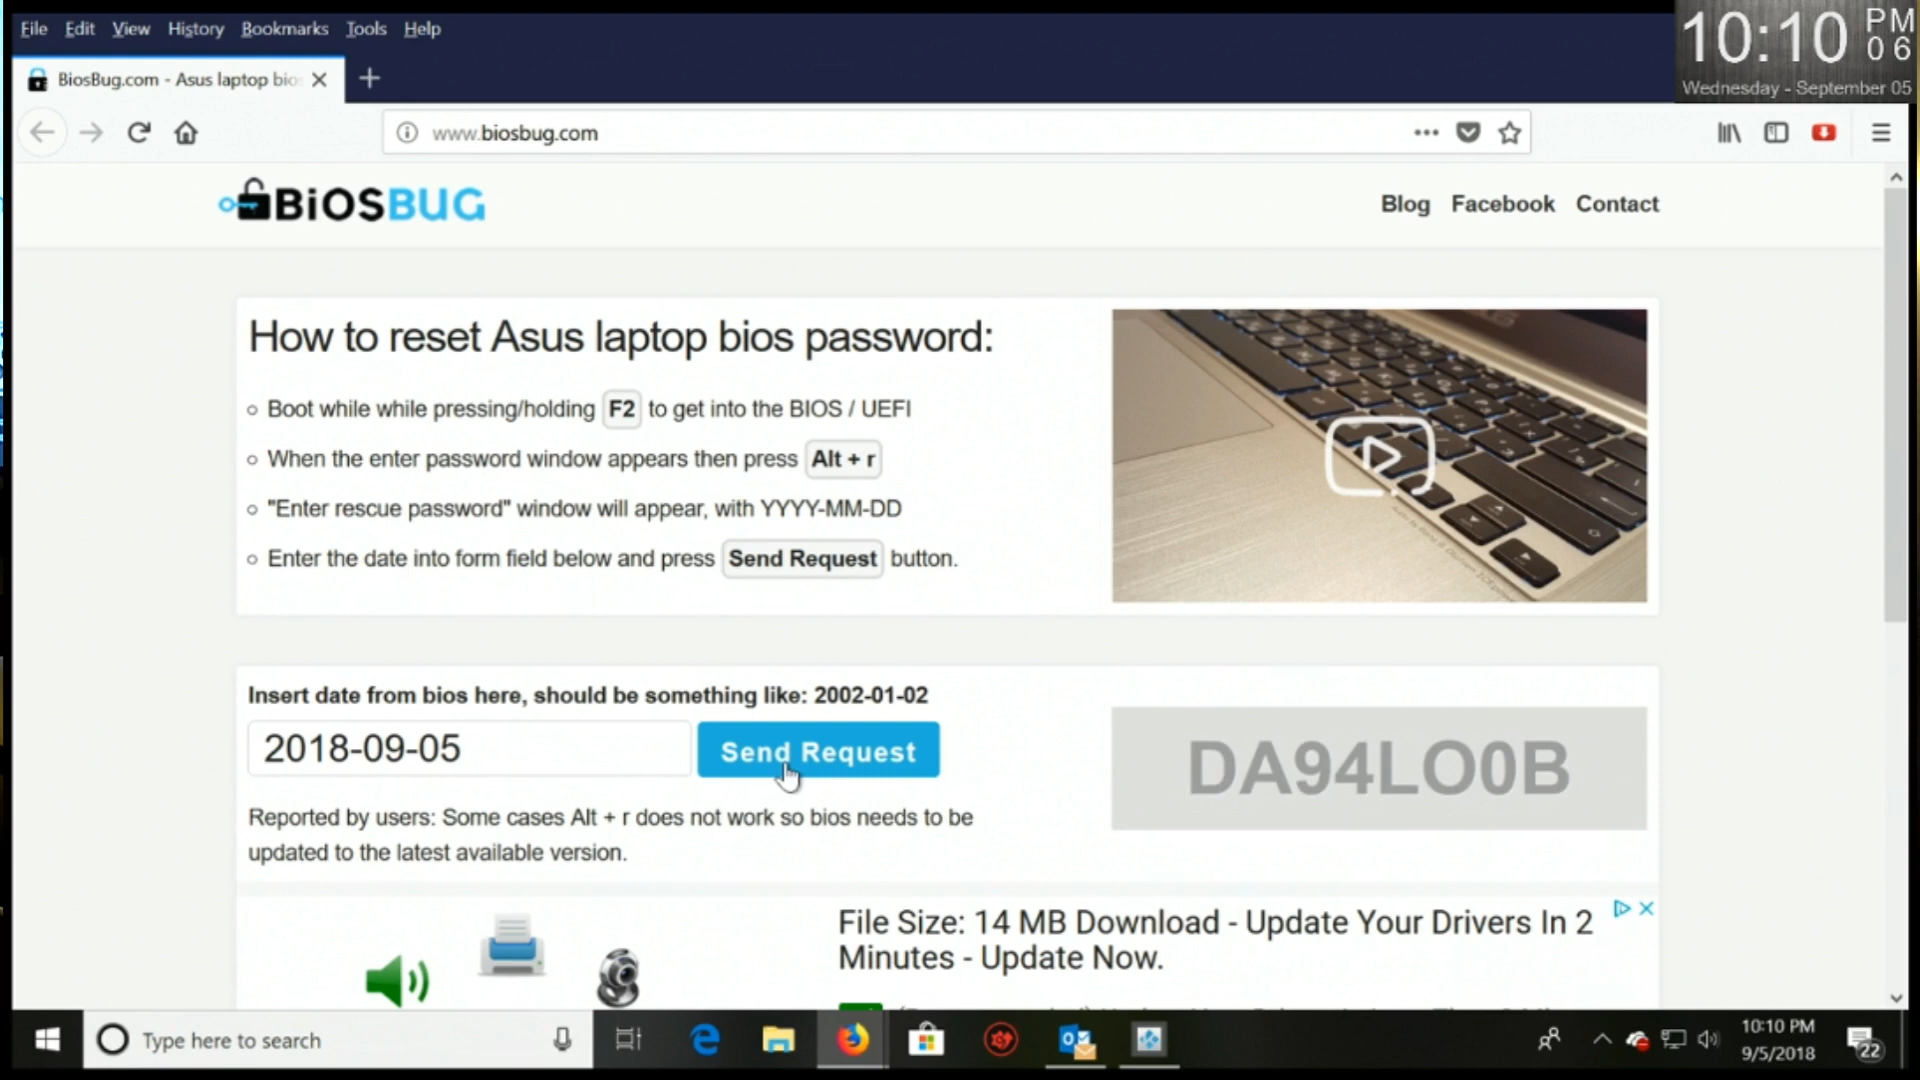 File Edit View History Bookmarks Tools Help
10:10 PM 06
Wednesday - September 05
BiosBug.com - Asus laptop bio
www.biosbug.com
BiOSBUG
Blog Facebook Contact
How to reset Asus laptop bios password:
Boot while while pressing/holding F2 to get into the BIOS / UEFI
When the enter password window appears then press Alt + r
"Enter rescue password" window will appear, with YYYY-MM-DD
Enter the date into form field below and press Send Request button.
Insert date from bios here, should be something like: 2002-01-02
2018-09-05 Send Request
DA94LO0B
Reported by users: Some cases Alt + r does not work so bios needs to be
updated to the latest available version.
File Size: 14 MB Download - Update Your Drivers In 2
Minutes - Update Now.
Type here to search
10:10 PM
9/5/2018
22